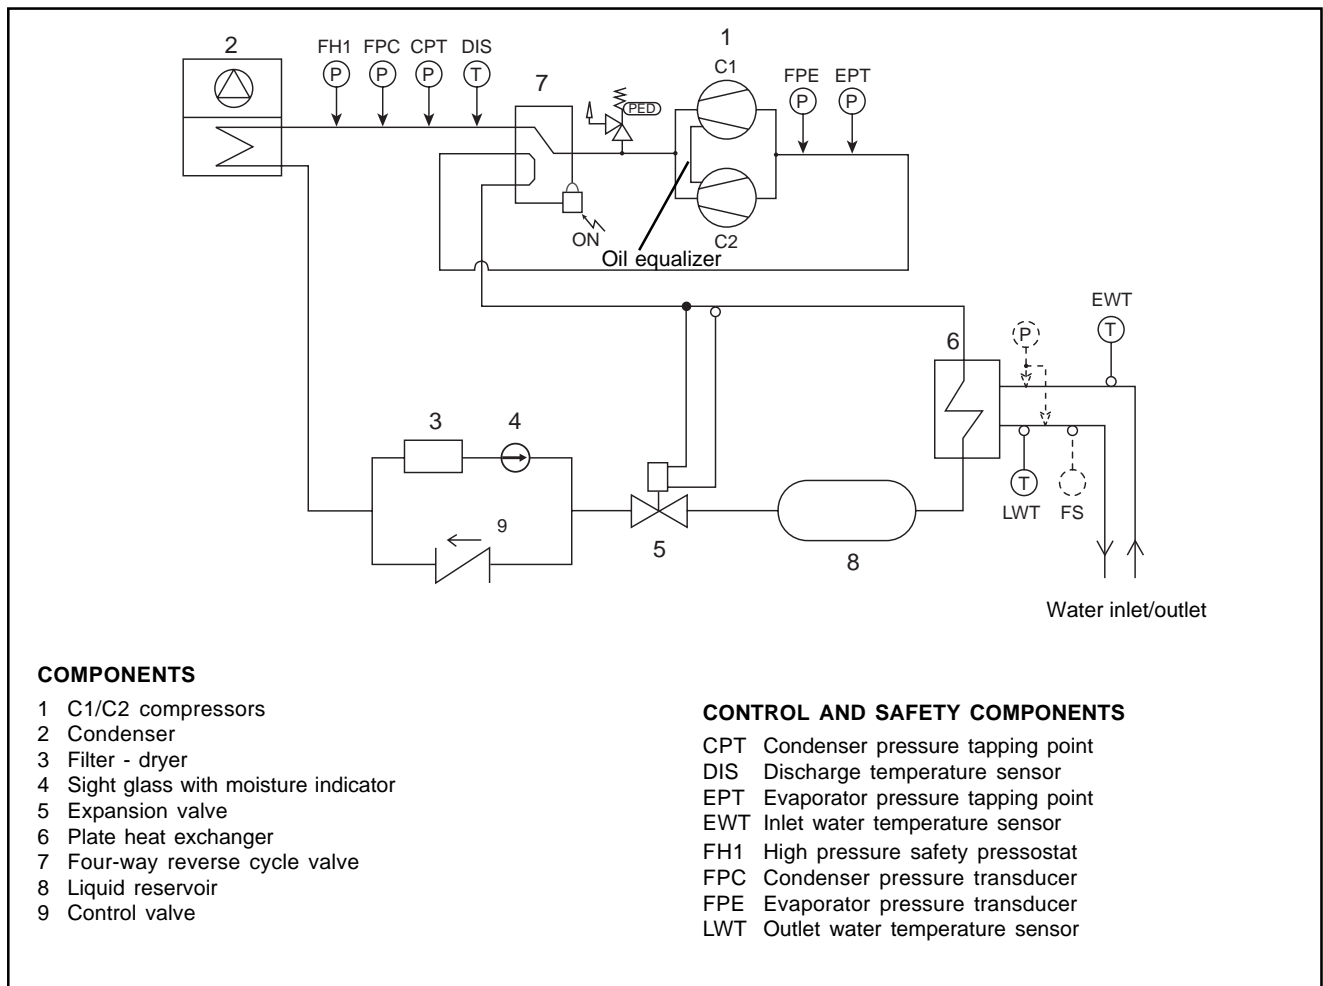 1
2
FH1 FPC CPT DIS
C1
7
FPE EPT
P P P T
PED
P P
ON
C2
Oil equalizer
EWT
P
T
6
3
4
T
LWT FS
9
5
8
Water inlet/outlet
COMPONENTS
1 C1/C2 compressors
2 Condenser
3 Filter - dryer
4 Sight glass with moisture indicator
5 Expansion valve
6 Plate heat exchanger
7 Four-way reverse cycle valve
8 Liquid reservoir
9 Control valve
CONTROL AND SAFETY COMPONENTS
CPT Condenser pressure tapping point
DIS Discharge temperature sensor
EPT Evaporator pressure tapping point
EWT Inlet water temperature sensor
FH1 High pressure safety pressostat
FPC Condenser pressure transducer
FPE Evaporator pressure transducer
LWT Outlet water temperature sensor